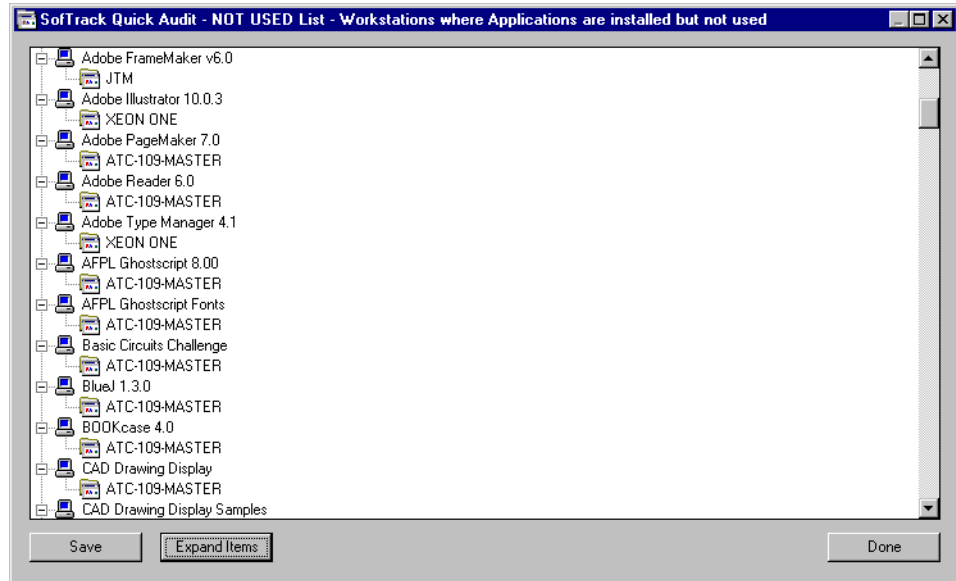 SofTrack Quick Audit - NOT USED List - Workstations where Applications are installed but not used
Adobe FrameMaker v6.0
JTM
Adobe Illustrator 10.0.3
XEON ONE
Adobe PageMaker 7.0
ATC-109-MASTER
Adobe Reader 6.0
ATC-109-MASTER
Adobe Type Manager 4.1
XEON ONE
AFPL Ghostscript 8.00
ATC-109-MASTER
AFPL Ghostscript Fonts
ATC-109-MASTER
Basic Circuits Challenge
ATC-109-MASTER
BlueJ 1.3.0
ATC-109-MASTER
BOOKcase 4.0
ATC-109-MASTER
CAD Drawing Display
ATC-109-MASTER
CAD Drawing Display Samples
Save Expand Items Done